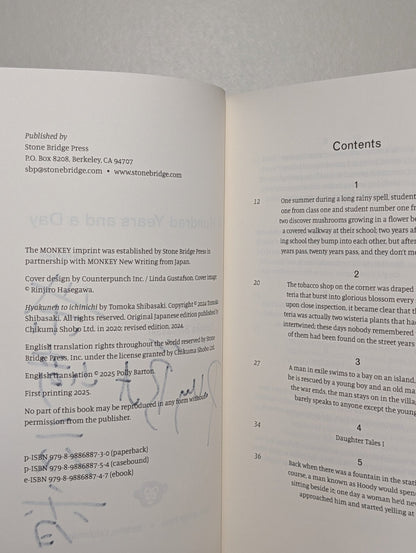 Published by
Stone Bridge Press
P.O. Box 8208, Berkeley, CA 94707
sbp@stonebridge.com • www.stonebridge.com
The MONKEY imprint was established by Stone Bridge Press in
partnership with MONKEY New Writing from Japan.
Cover design by Counterpunch Inc. / Linda Gustafson. Cover image
© Rinjiro Hasegawa.
Hyakunen to ichinichi by Tomoka Shibasaki. Copyright © 2024 Tomoka
Shibasaki. All rights reserved. Original Japanese edition published by
Chikuma Shobo Ltd. in 2020; revised edition, 2024.
English translation rights throughout the world reserved by Stone
Bridge Press, Inc. under the license granted by Chikuma Shobo Ltd.
English translation © 2025 Polly Barton.
First printing 2025.
No part of this book may be reproduced in any form without
permission from the publisher.
p-ISBN 979-8-9886887-3-0 (paperback)
p-ISBN 979-8-9886887-5-4 (casebound)
e-ISBN 979-8-9886887-4-7 (ebook)
Contents
1
12 One summer during a long rainy spell, student
one from class one and student number one fr
two discover mushrooms growing in a flower be
a covered walkway at their school; two years af
ing school they bump into each other, but after
years pass, twenty years pass, and they don't me
2
20 The tobacco shop on the corner was draped
teria that burst into glorious blossom every
upon close inspection, it became clear that th
teria was actually two wisteria plants that had
intertwined; these days nobody remembered
of them had been found on the street years
3
27 A man in exile swims to a bay on an island,
he is rescued by a young boy and an old ma
the war ends, the man stays on in the villag
barely speaks to anyone except the young
4
34 Daughter Tales I
5
36 Back when there was a fountain in the stati
course, a man known as Hoody would spend
sitting beside it; one day a woman he'd nev
approached him and started yelling at